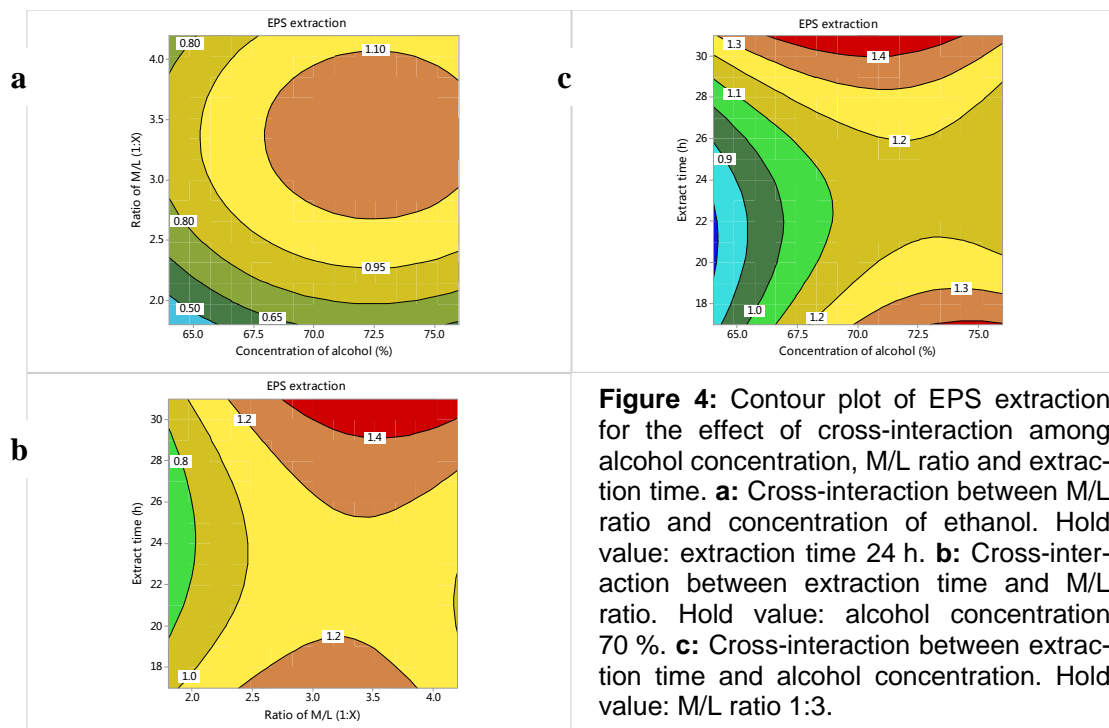 a
EPS extraction
0.80
1.10
4.0
3.5
3.0
0.80
2.5
0.95
2.0
0.50
0.65
65.0 67.5 70.0 72.5 75.0
Ratio of M/L (1:X)
Concentration of alcohol (%)
c
EPS extraction
1.3
30
1.4
28
1.1
26
1.2
0.9
24
22
20
1.3
18
1.0
1.2
65.0 67.5 70.0 72.5 75.0
Extract time (h)
Concentration of alcohol (%)
b
EPS extraction
30
1.2
1.4
28
0.8
26
24
22
20
1.2
18
1.0
2.0 2.5 3.0 3.5 4.0
Extract time (h)
Ratio of M/L (1:X)
Figure 4: Contour plot of EPS extraction
for the effect of cross-interaction among
alcohol concentration, M/L ratio and extrac-
tion time. a: Cross-interaction between M/L
ratio and concentration of ethanol. Hold
value: extraction time 24 h. b: Cross-inter-
action between extraction time and M/L
ratio. Hold value: alcohol concentration
70 %. c: Cross-interaction between extrac-
tion time and alcohol concentration. Hold
value: M/L ratio 1:3.